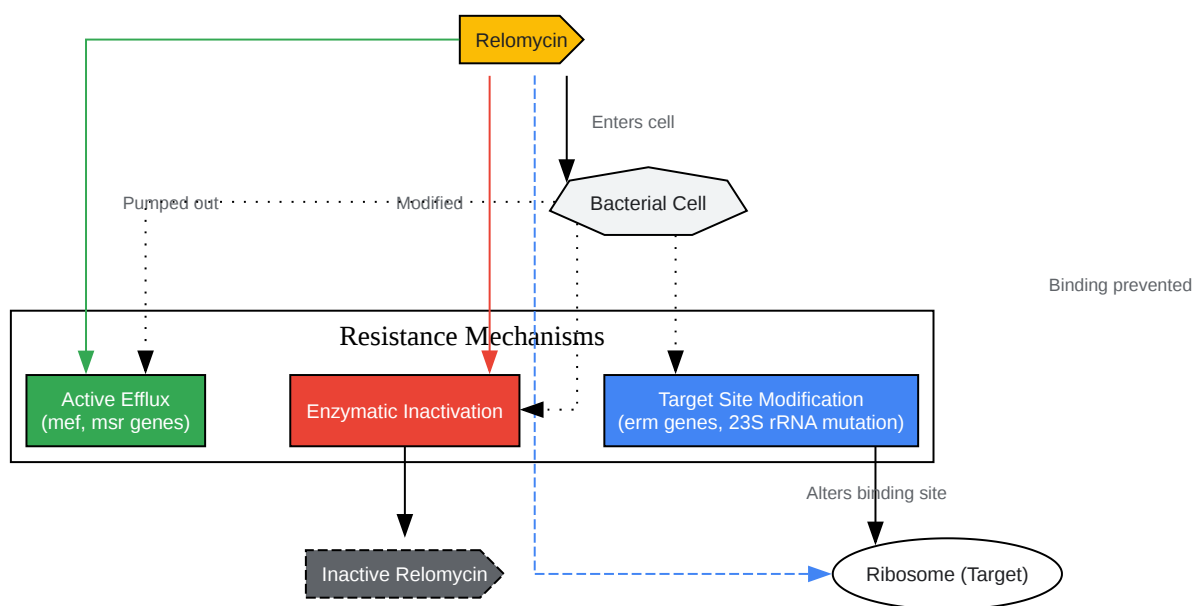 Relomycin
Enters cell
Pumped out
Modified
Bacterial Cell
Binding prevented
Resistance Mechanisms
Active Efflux
(mef, msr genes)
Enzymatic Inactivation
Target Site Modification
(erm genes, 23S rRNA mutation)
Alters binding site
Inactive Relomycin
Ribosome (Target)